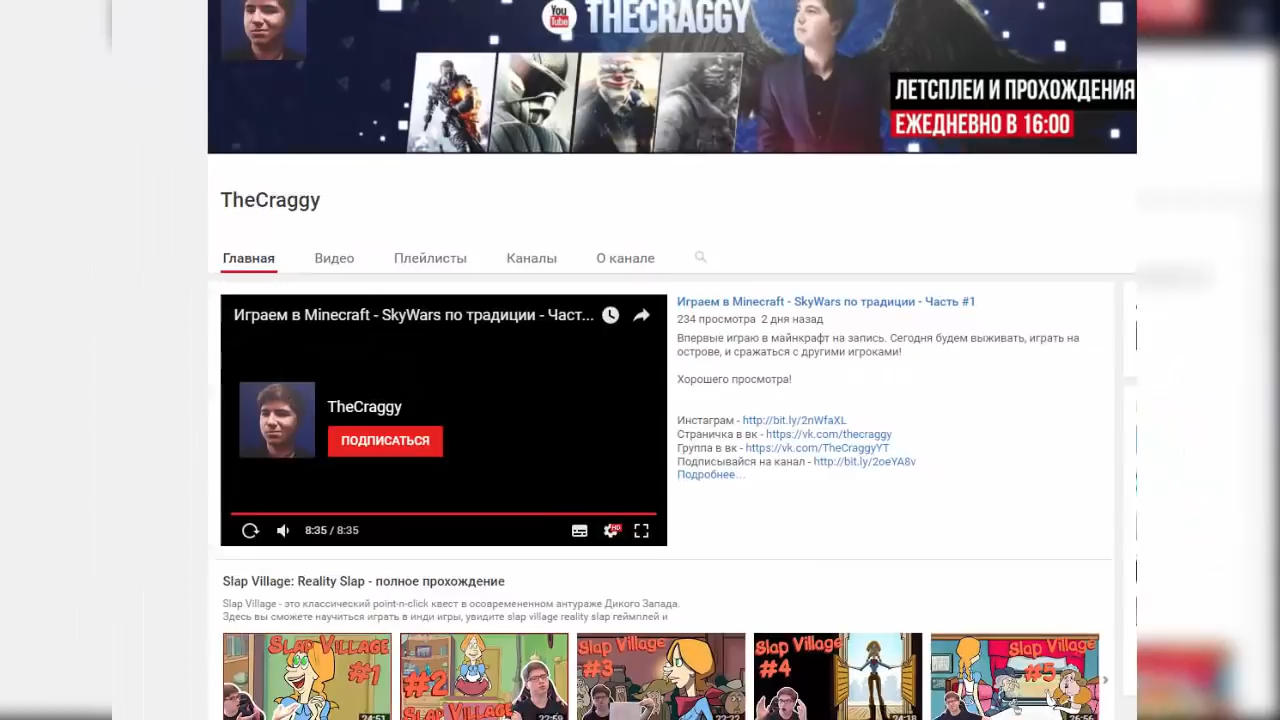 You
Tube
THECRAGGY
ЛЕТСПЛЕИ И ПРОХОЖДЕНИЯ
ЕЖЕДНЕВНО В 16:00
TheCraggy
Главная Видео Плейлисты Каналы О канале
Играем в Minecraft - SkyWars по традиции - Част...
TheCraggy
ПОДПИСАТЬСЯ
8:35 / 8:35
HD
Играем в Minecraft - SkyWars по традиции - Часть #1
234 просмотра 2 дня назад
Впервые играю в майнкрафт на запись. Сегодня будем выживать, играть на
острове, и сражаться с другими игроками!
Хорошего просмотра!
Инстаграм - http://bit.ly/2nWfaXL
Страничка в вк - https://vk.com/thecraggy
Группа в вк - https://vk.com/TheCraggyYT
Подписывайся на канал - http://bit.ly/2oeYA8v
Подробнее...
Slap Village: Reality Slap - полное прохождение
Slap Village - это классический point-n-click квест в осовремененном антураже Дикого Запада.
Здесь вы сможете научиться играть в инди игры, увидите slap village reality slap геймплей и
SLAP VILLAGE
#1
24:51
#2
SLAP VILLAGE
22:59
SLAP VILLAGE
#3
22:22
SLAP VILLAGE
#4
24:18
SLAP VILLAGE
#5
26:56